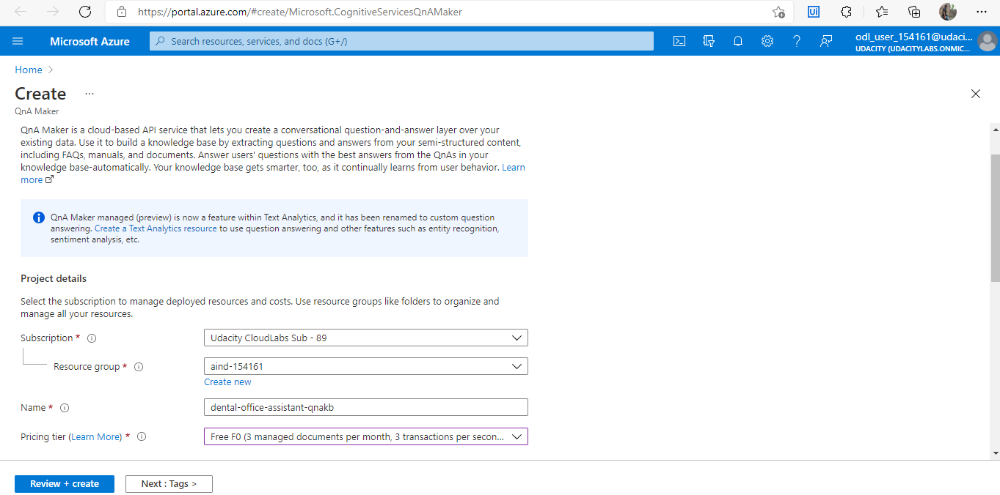 https://portal.azure.com/#create/Microsoft.CognitiveServicesQnAMaker
Microsoft Azure
Search resources, services, and docs (G+/)
odl_user_154161@udaci...
UDACITY (UDACITYLABS.ONMIC...
Home >
Create ...
QnA Maker
QnA Maker is a cloud-based API service that lets you create a conversational question-and-answer layer over your
existing data. Use it to build a knowledge base by extracting questions and answers from your semi-structured content,
including FAQs, manuals, and documents. Answer users' questions with the best answers from the QnAs in your
knowledge base-automatically. Your knowledge base gets smarter, too, as it continually learns from user behavior. Learn
more
QnA Maker managed (preview) is now a feature within Text Analytics, and it has been renamed to custom question
answering. Create a Text Analytics resource to use question answering and other features such as entity recognition,
sentiment analysis, etc.
Project details
Select the subscription to manage deployed resources and costs. Use resource groups like folders to organize and
manage all your resources.
Subscription * Udacity CloudLabs Sub - 89
Resource group * aind-154161
Create new
Name * dental-office-assistant-qnakb
Pricing tier (Learn More) * Free F0 (3 managed documents per month, 3 transactions per secon...
Review + create Next : Tags >